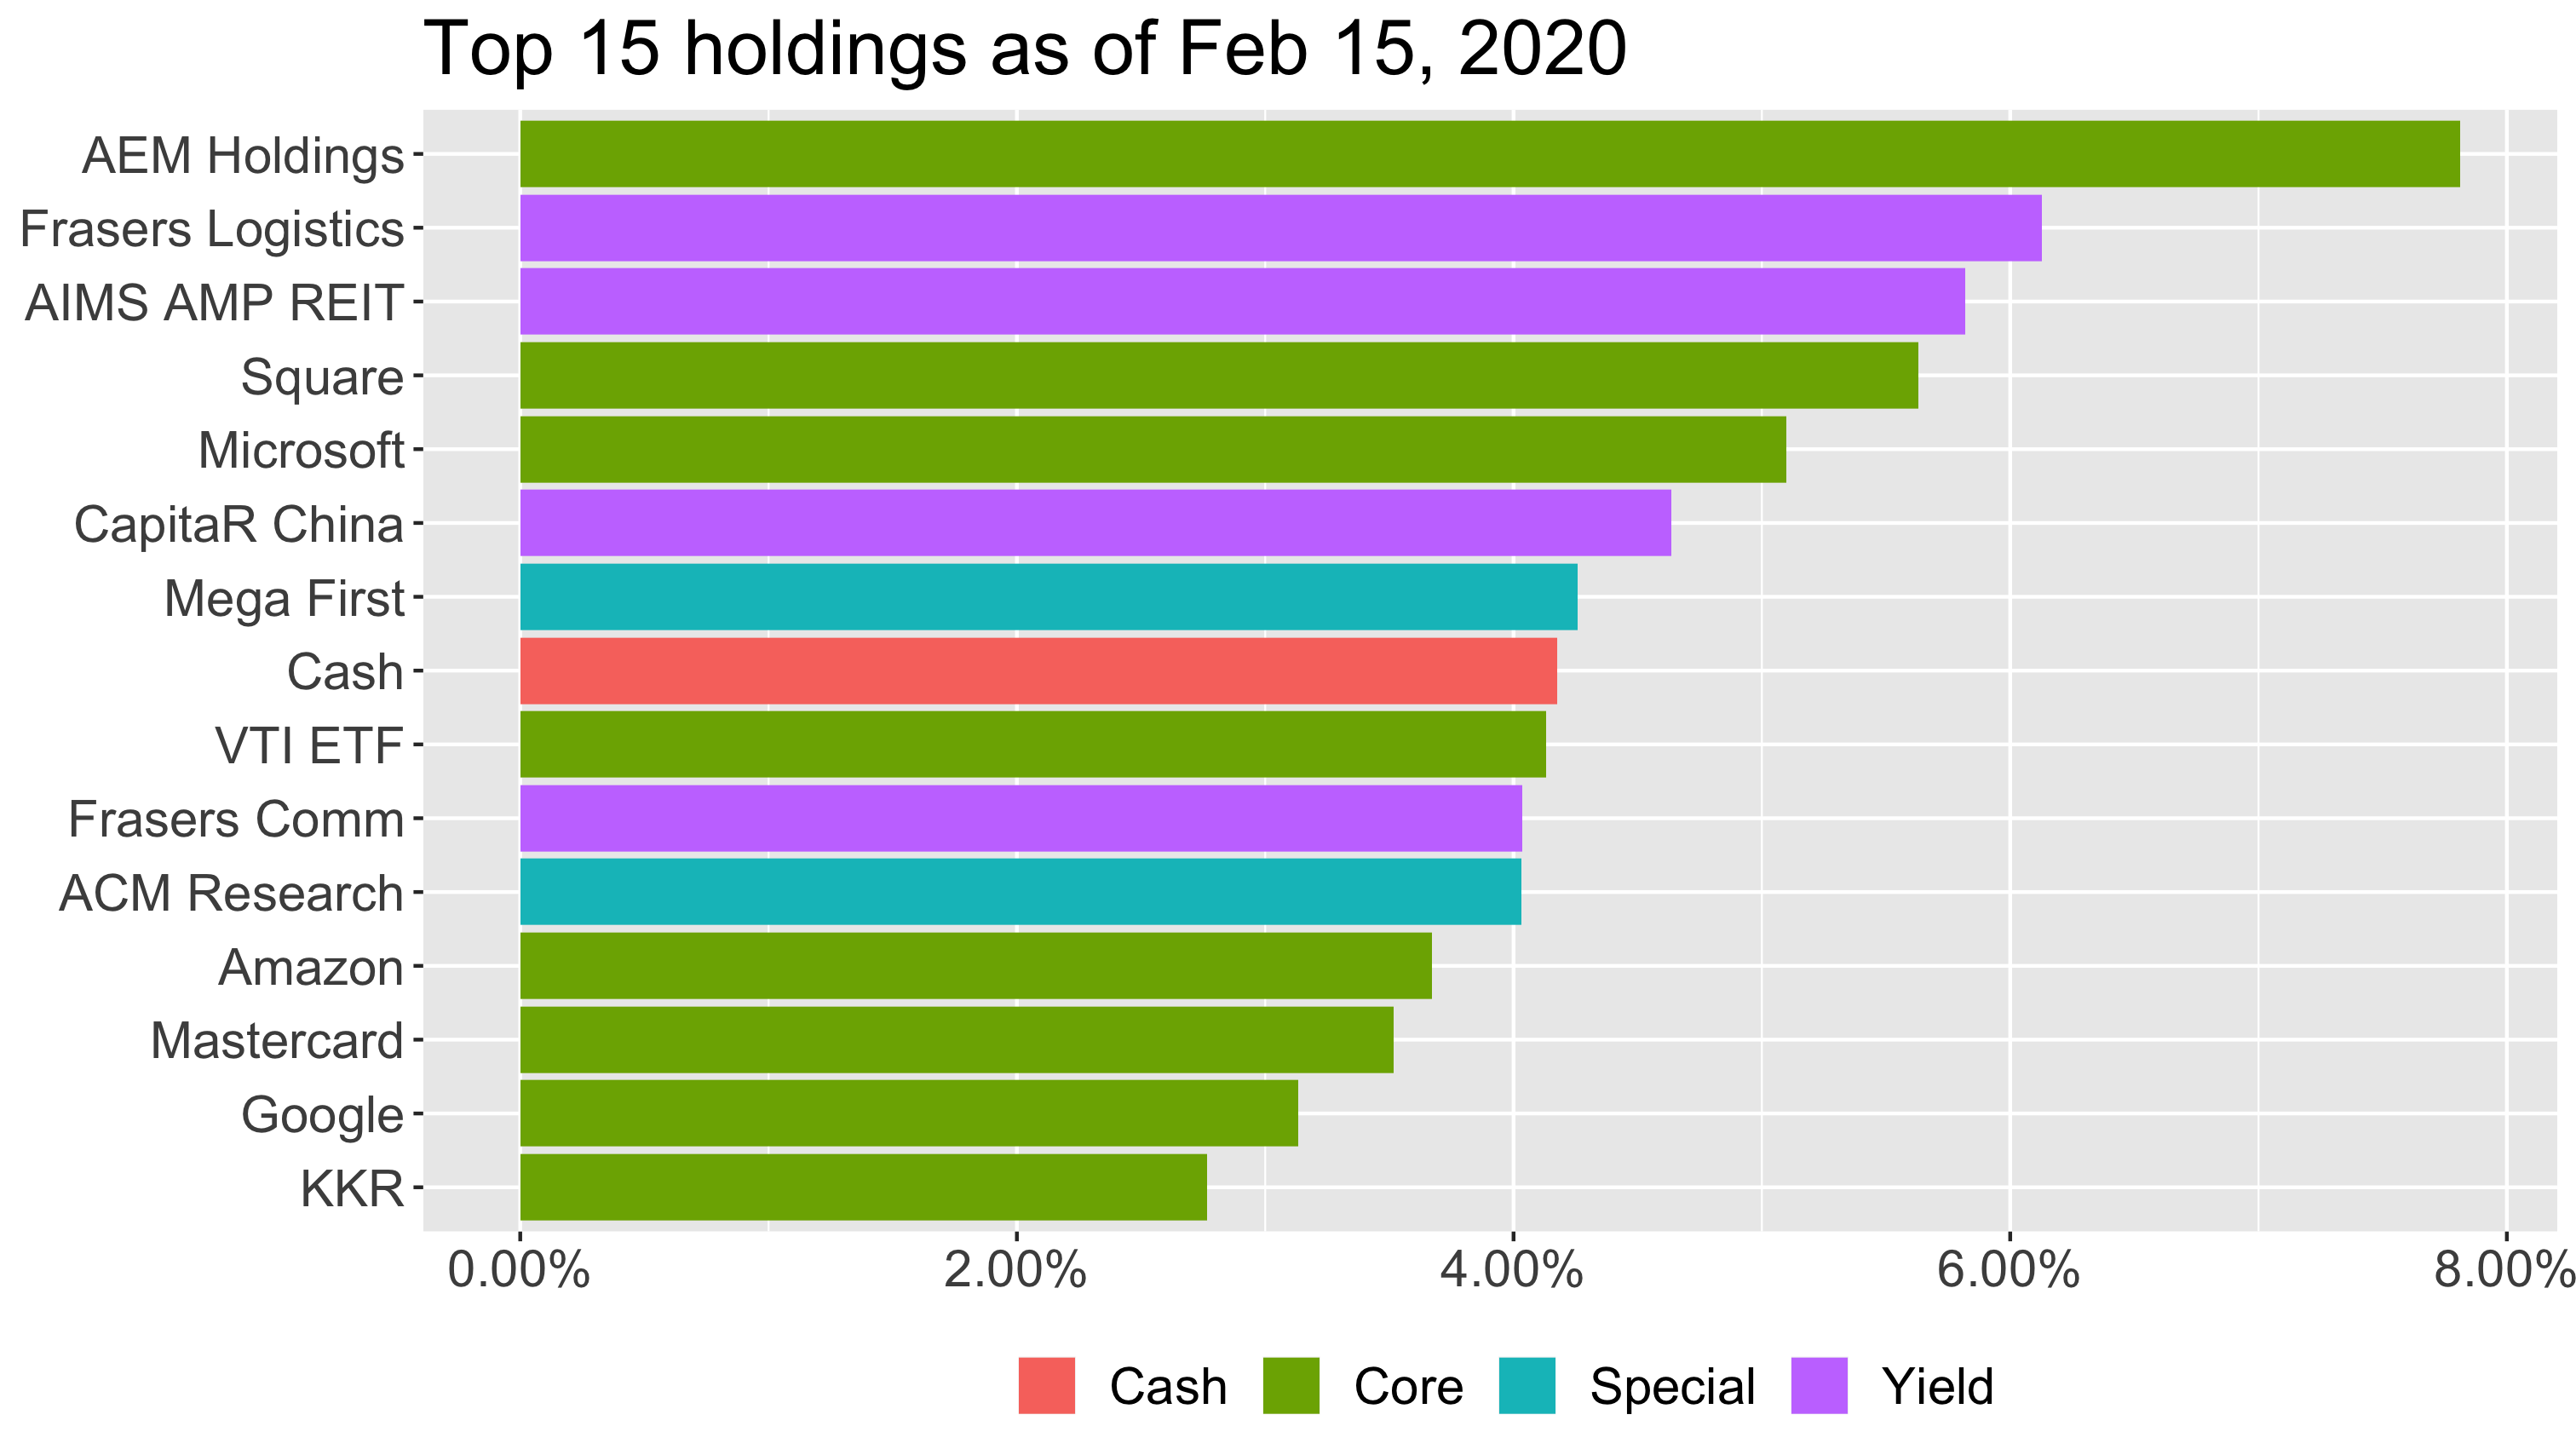 Top 15 holdings as of Feb 15, 2020
AEM Holdings
Frasers Logistics
AIMS AMP REIT
Square
Microsoft
CapitaR China
Mega First
Cash
VTI ETF
Frasers Comm
ACM Research
Amazon
Mastercard
Google
KKR
0.00% 2.00% 4.00% 6.00% 8.00%
Cash Core Special Yield